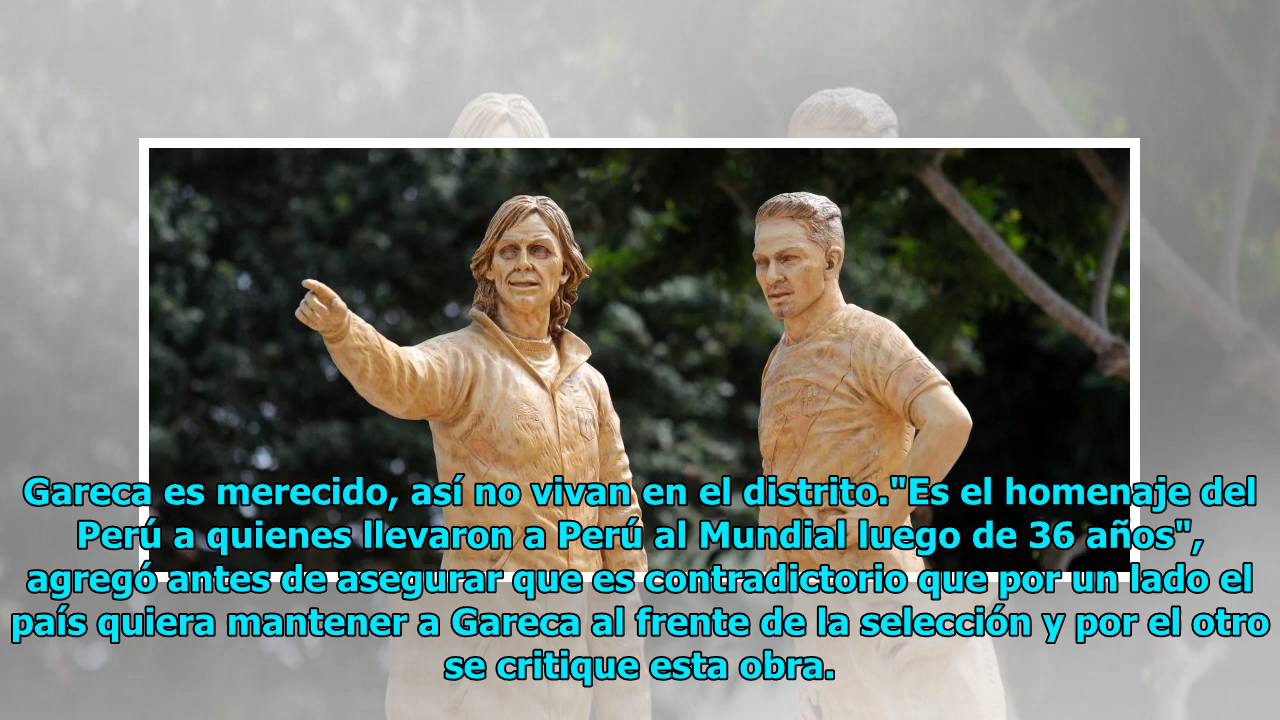 Gareca es merecido, así no vivan en el distrito."Es el homenaje del
Perú a quienes llevaron a Perú al Mundial luego de 36 años",
agregó antes de asegurar que es contradictorio que por un lado el
país quiera mantener a Gareca al frente de la selección y por el otro
se critique esta obra.